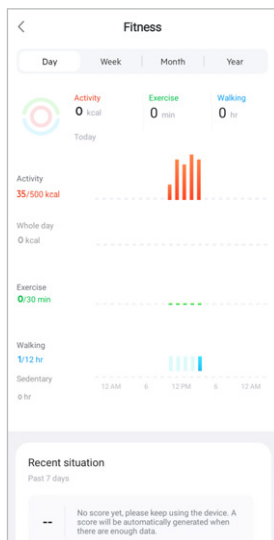 Fitness
Day Week Month Year
Activity Exercise Walking
0 kcal 0 min 0 hr
Today
Activity
35/500 kcal
Whole day
0 kcal
Exercise
0/30 min
Walking
1/12 hr
Sedentary
0 hr
12 AM 6 12 PM 6 12 AM
Recent situation
Past 7 days
-- No score yet, please keep using the device. A
score will be automatically generated when
there are enough data.